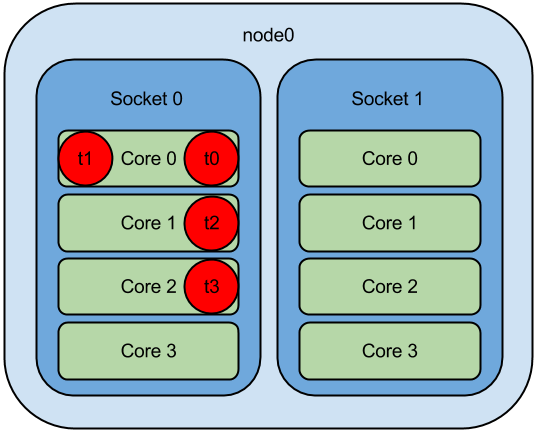 node0
Socket 0
Socket 1
t1 Core 0 t0
Core 1 t2
Core 2 t3
Core 3
Core 0
Core 1
Core 2
Core 3